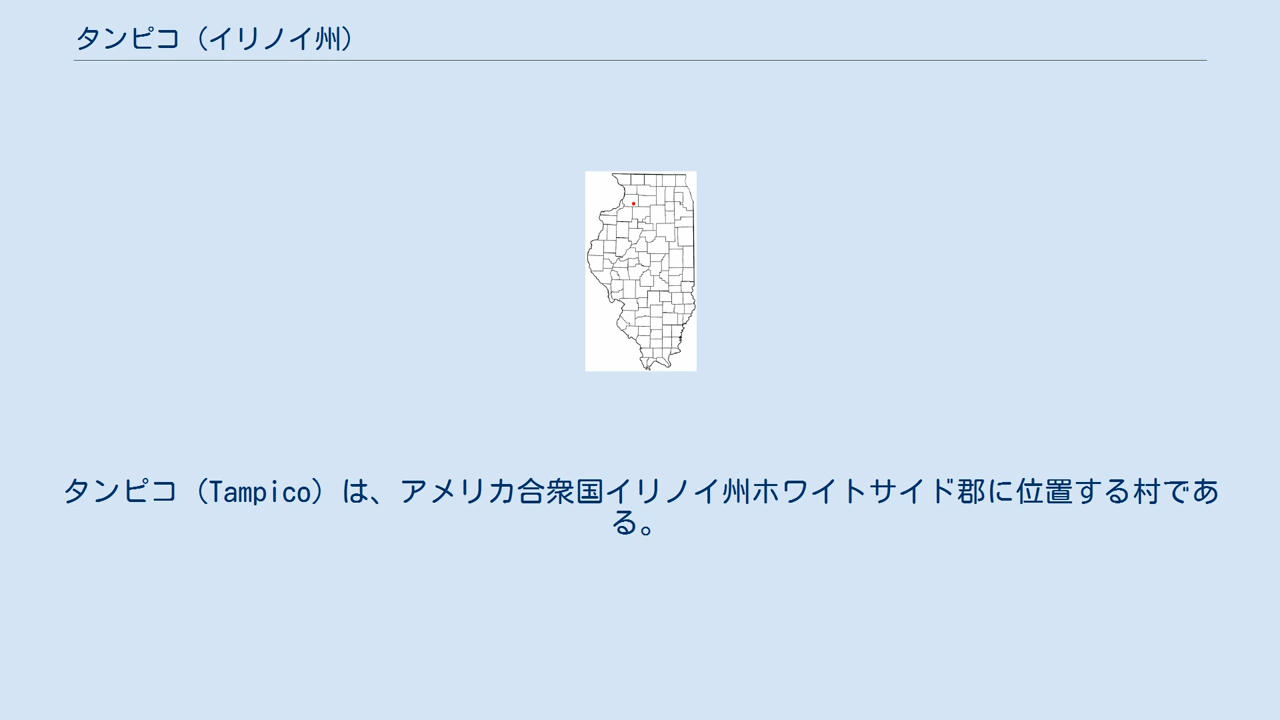 タンピコ（イリノイ州）
タンピコ（Tampico）は、アメリカ合衆国イリノイ州ホワイトサイド郡に位置する村であ
る。